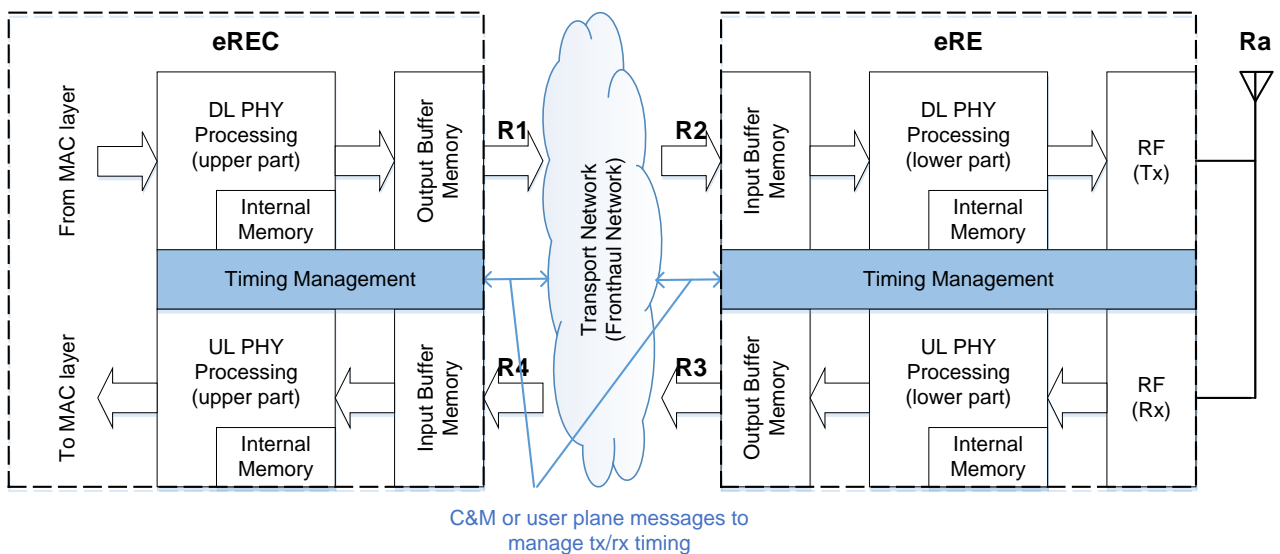 eREC
eRE
Ra
From MAC layer
DL PHY
Processing
(upper part)
Internal
Memory
Output Buffer
Memory
R1
Transport Network
(Fronthaul Network)
R2
Input Buffer
Memory
DL PHY
Processing
(lower part)
Internal
Memory
RF
(Tx)
Timing Management
Timing Management
To MAC layer
UL PHY
Processing
(upper part)
Internal
Memory
Input Buffer
Memory
R4
R3
Output Buffer
Memory
UL PHY
Processing
(lower part)
Internal
Memory
RF
(Rx)
C&M or user plane messages to
manage tx/rx timing